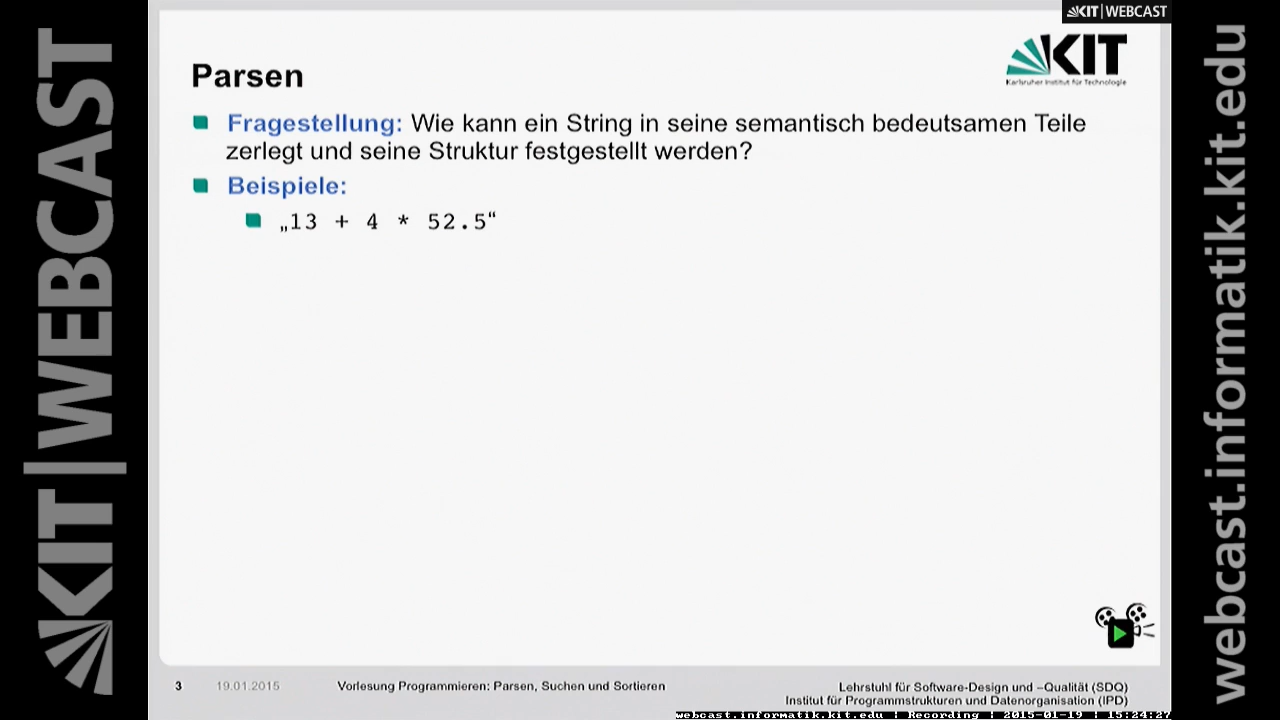 KIT|WEBCAST
KIT|WEBCAST
webcast.informatik.kit.edu
KIT
Karlsruher Institut für Technologie
Parsen
Fragestellung: Wie kann ein String in seine semantisch bedeutsamen Teile
zerlegt und seine Struktur festgestellt werden?
Beispiele:
„13 + 4 * 52.5“
3 19.01.2015 Vorlesung Programmieren: Parsen, Suchen und Sortieren
Lehrstuhl für Software-Design und –Qualität (SDQ)
Institut für Programmstrukturen und Datenorganisation (IPD)
webcast.informatik.kit.edu | Recording | 2015-01-19 | 15:24:27